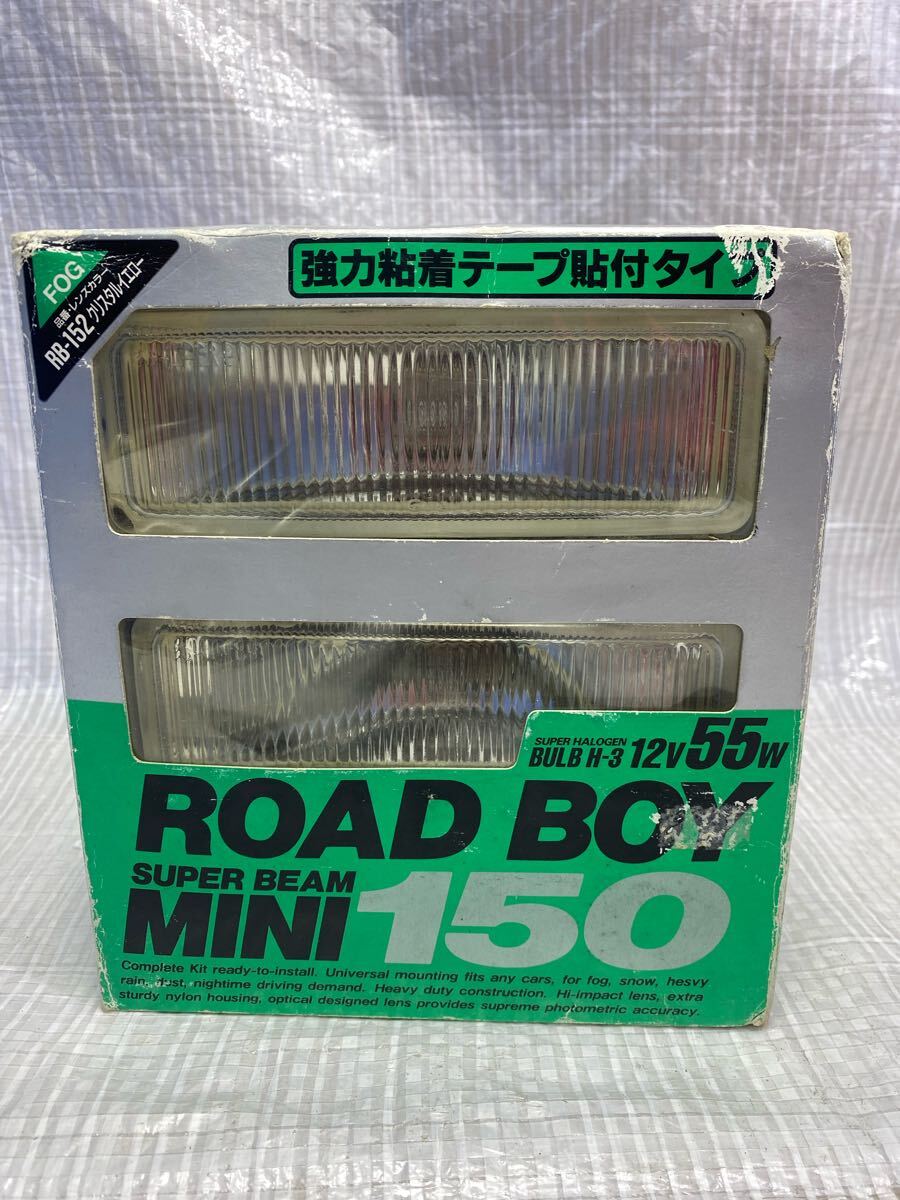 FOG
品番・レンズカラー
RB-152 クリスタルイエロー
強力粘着テープ貼付タイプ
SUPER HALOGEN
BULB H-3 12V 55W
ROAD BOY
SUPER BEAM
MINI 150
Complete Kit ready-to-install. Universal mounting fits any cars, for fog, snow, hesvy
rain, dust, nightime driving demand. Heavy duty construction. Hi-impact lens, extra
sturdy nylon housing, optical designed lens provides supreme photometric accuracy.